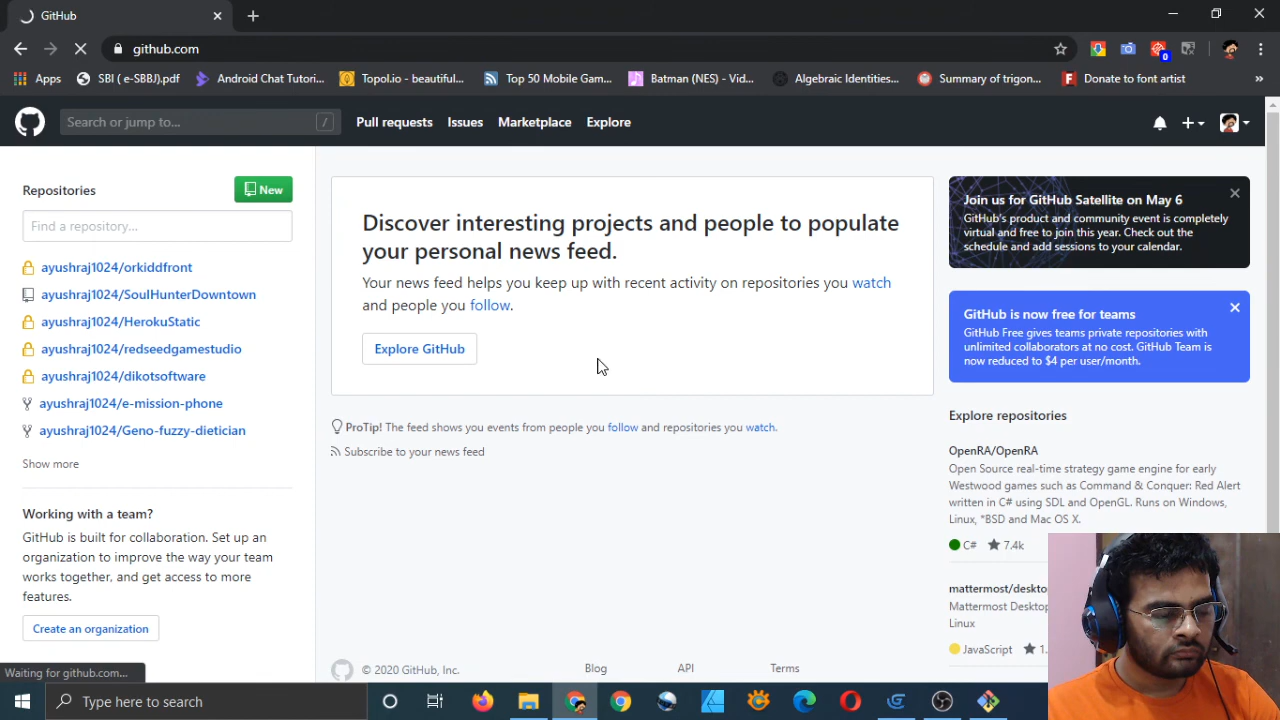 GitHub
github.com
Apps
SBI ( e-SBBJ).pdf
Android Chat Tutori...
Topol.io - beautiful...
Top 50 Mobile Gam...
Batman (NES) - Vid...
Algebraic Identities...
Summary of trigon...
Donate to font artist
»
Search or jump to...
/
Pull requests
Issues
Marketplace
Explore
Repositories
New
Find a repository...
ayushraj1024/orkiddfront
ayushraj1024/SoulHunterDowntown
ayushraj1024/HerokuStatic
ayushraj1024/redseedgamestudio
ayushraj1024/dikotsoftware
ayushraj1024/e-mission-phone
ayushraj1024/Geno-fuzzy-dietician
Show more
Working with a team?
GitHub is built for collaboration. Set up an
organization to improve the way your team
works together, and get access to more
features.
Create an organization
Waiting for github.com...
Discover interesting projects and people to populate
your personal news feed.
Your news feed helps you keep up with recent activity on repositories you watch
and people you follow.
Explore GitHub
ProTip! The feed shows you events from people you follow and repositories you watch.
Subscribe to your news feed
© 2020 GitHub, Inc.
Blog
API
Terms
Join us for GitHub Satellite on May 6
GitHub's product and community event is completely
virtual and free to join this year. Check out the
schedule and add sessions to your calendar.
GitHub is now free for teams
GitHub Free gives teams private repositories with
unlimited collaborators at no cost. GitHub Team is
now reduced to $4 per user/month.
Explore repositories
OpenRA/OpenRA
Open Source real-time strategy game engine for early
Westwood games such as Command & Conquer: Red Alert
written in C# using SDL and OpenGL. Runs on Windows,
Linux, *BSD and Mac OS X.
C# 7.4k
mattermost/deskto
Mattermost Desktop
Linux
JavaScript 1.
0
Type here to search